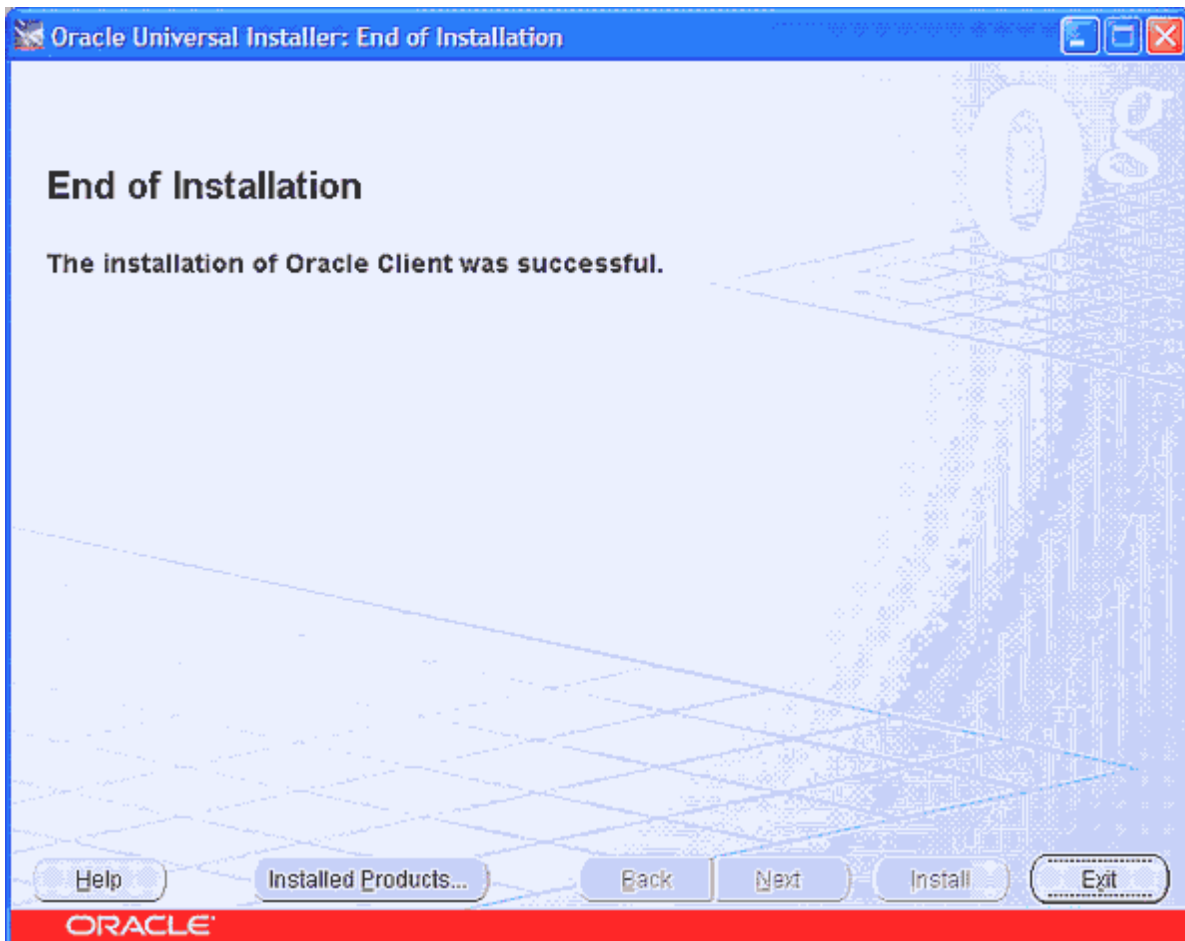 Oracle Universal Installer: End of Installation
0g
End of Installation
The installation of Oracle Client was successful.
Help Installed Products... Back Next Install Exit
ORACLE